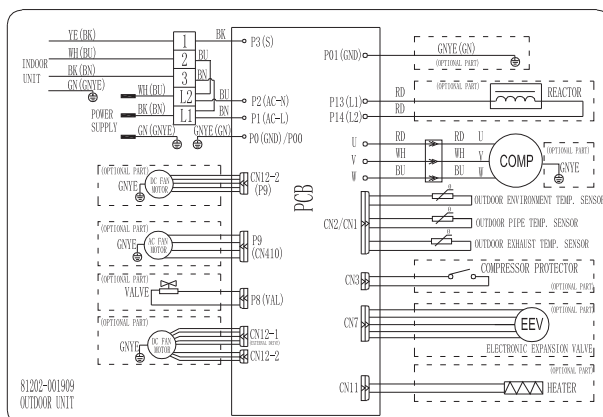 YE(BK)
WH(BU)
BK(BN)
GN(GNYE)
INDOOR
UNIT
1
2
3
L2
L1
BK
BU
BN
BU
BN
WH(BU)
BK(BN)
GN(GNYE)
GNYE(GN)
POWER
SUPPLY
P3(S)
P2(AC-N)
P1(AC-L)
P0(GND)/P00
(OPTIONAL PART)
DC FAN
MOTOR
GNYE
CN12-2
(P9)
(OPTIONAL PART)
AC FAN
MOTOR
GNYE
P9
(CN410)
(OPTIONAL PART)
VALVE
P8(VAL)
(OPTIONAL PART)
DC FAN
MOTOR
GNYE
CN12-1
(EXTERNAL DRIVE)
CN12-2
81202-001909
OUTDOOR UNIT
PCB
P01(GND)
GNYE(GN)
(OPTIONAL PART)
(OPTIONAL PART)
REACTOR
P13(L1)
RD
P14(L2)
RD
U
RD
RD
U
V
WH
WH
V
W
BU
BU
W
COMP
(OPTIONAL PART)
GNYE
CN2/CN1
θ
OUTDOOR ENVIRONMENT TEMP. SENSOR
θ
OUTDOOR PIPE TEMP. SENSOR
θ
OUTDOOR EXHAUST TEMP. SENSOR
CN3
COMPRESSOR PROTECTOR
(OPTIONAL PART)
CN7
(OPTIONAL PART)
EEV
ELECTRONIC EXPANSION VALVE
(OPTIONAL PART)
CN11
HEATER